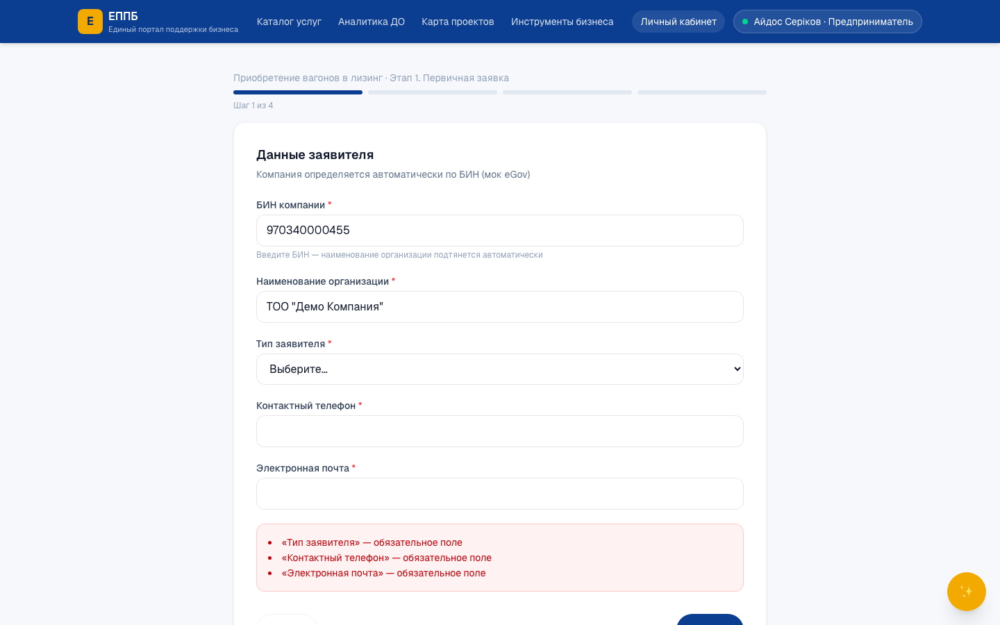 Е
ЕППБ
Единый портал поддержки бизнеса
Каталог услуг
Аналитика ДО
Карта проектов
Инструменты бизнеса
Личный кабинет
Айдос Серіков · Предприниматель
Приобретение вагонов в лизинг · Этап 1. Первичная заявка
Шаг 1 из 4
Данные заявителя
Компания определяется автоматически по БИН (мок eGov)
БИН компании *
970340000455
Введите БИН — наименование организации подтянется автоматически
Наименование организации *
ТОО "Демо Компания"
Тип заявителя *
Выберите...
Контактный телефон *
Электронная почта *
«Тип заявителя» — обязательное поле
«Контактный телефон» — обязательное поле
«Электронная почта» — обязательное поле